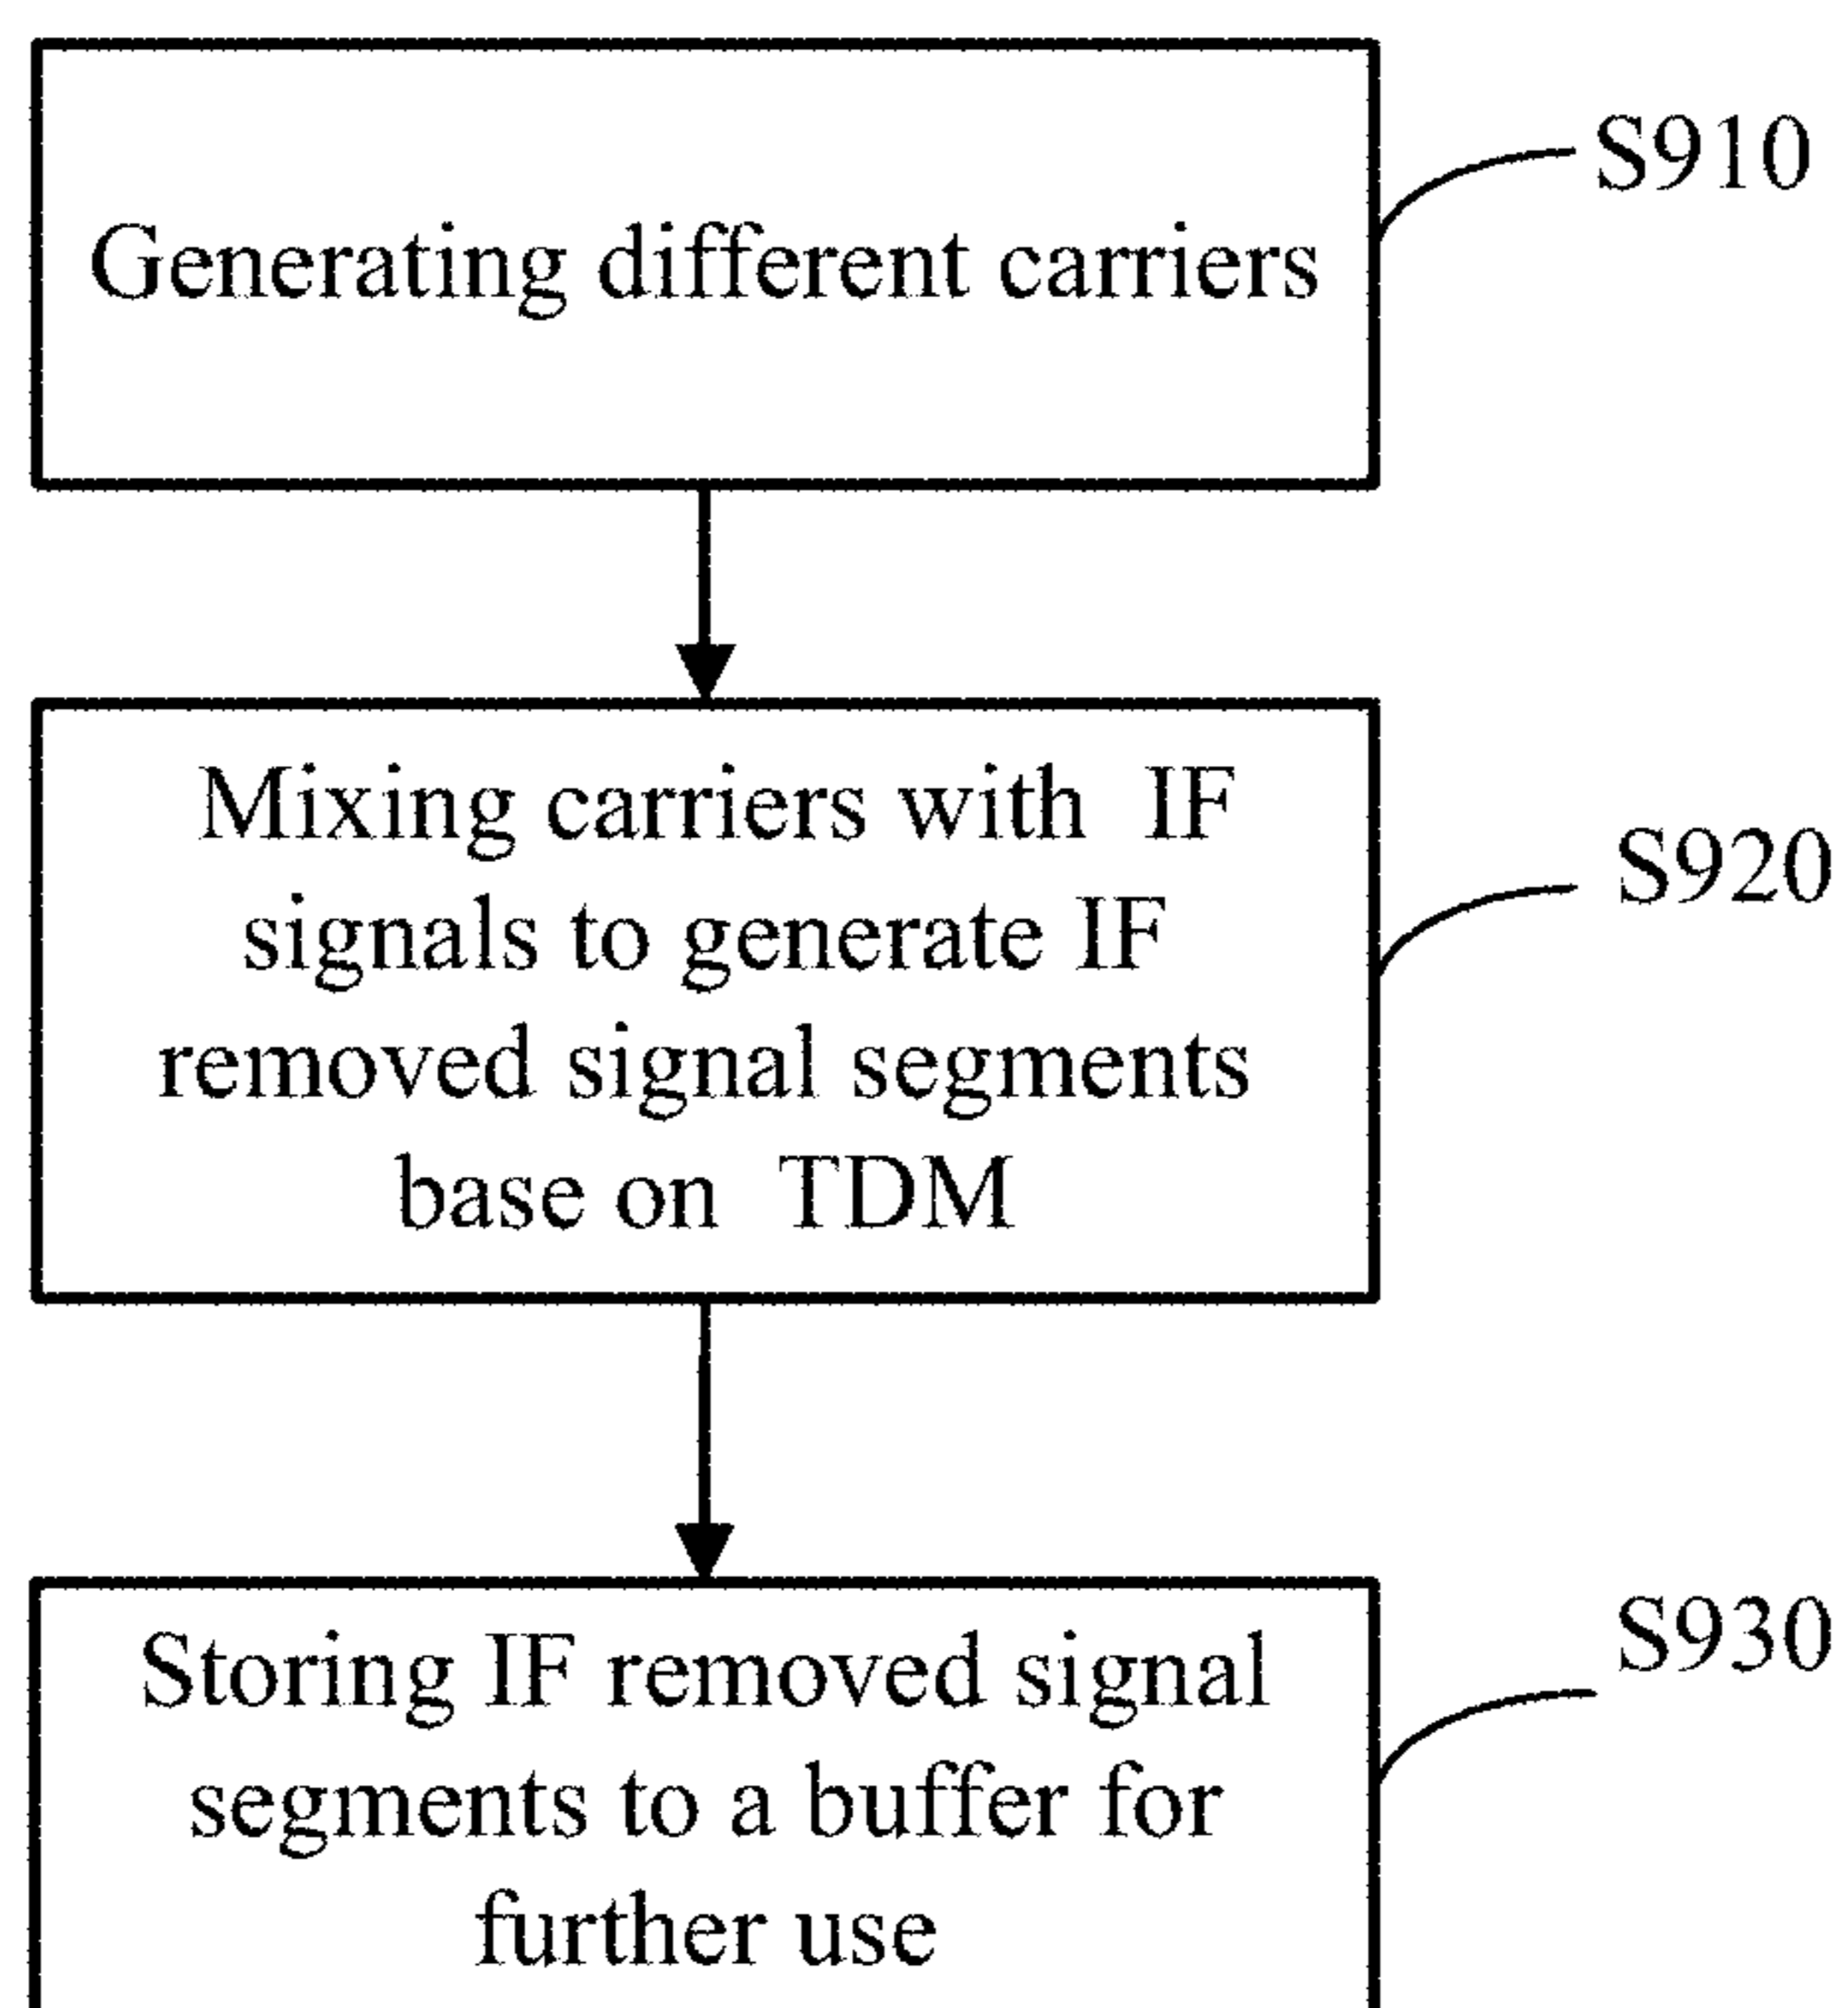 Generating different carriers
S910
Mixing carriers with IF
signals to generate IF
removed signal segments
base on TDM
S920
Storing IF removed signal
segments to a buffer for
further use
S930